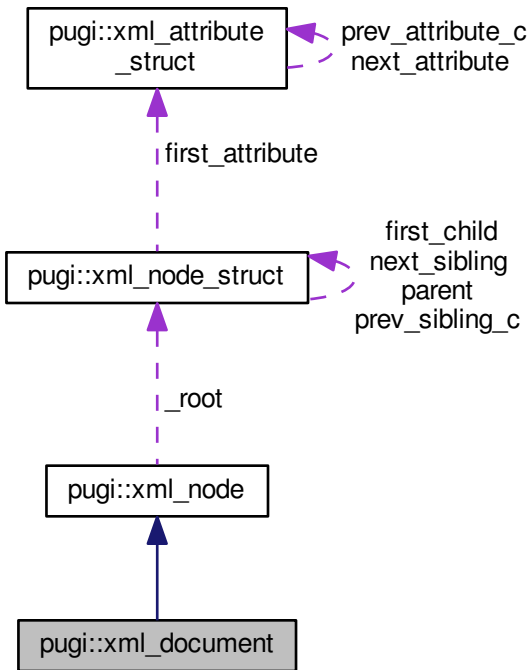 pugi::xml_attribute
_struct
prev_attribute_c
next_attribute
first_attribute
pugi::xml_node_struct
first_child
next_sibling
parent
prev_sibling_c
_root
pugi::xml_node
pugi::xml_document